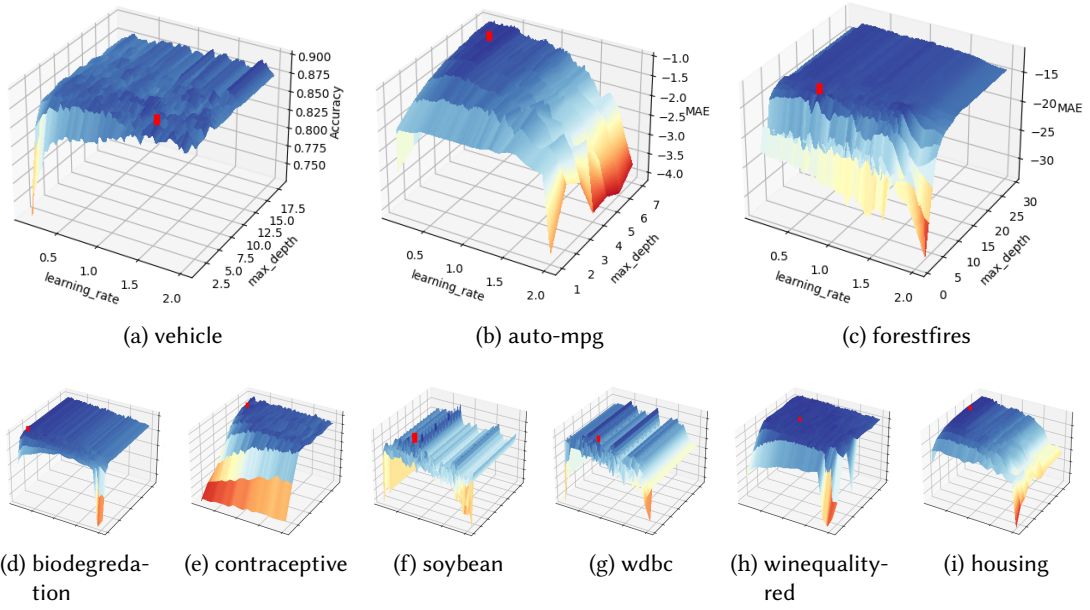 0.900
0.875
0.850
0.825
0.800
0.775
0.750
Accuracy
17.5
15.0
12.5
10.0
7.5
5.0
2.5
max_depth
0.5
1.0
1.5
2.0
learning_rate
(a) vehicle
−1.0
−1.5
−2.0
−2.5
−3.0
−3.5
−4.0
MAE
7
6
5
4
3
2
1
max_depth
0.5
1.0
1.5
2.0
learning_rate
(b) auto-mpg
−15
−20
−25
−30
MAE
30
25
20
15
10
5
0
max_depth
0.5
1.0
1.5
2.0
learning_rate
(c) forestfires
(d) biodegreda-
tion
(e) contraceptive
(f) soybean
(g) wdbc
(h) winequality-
red
(i) housing